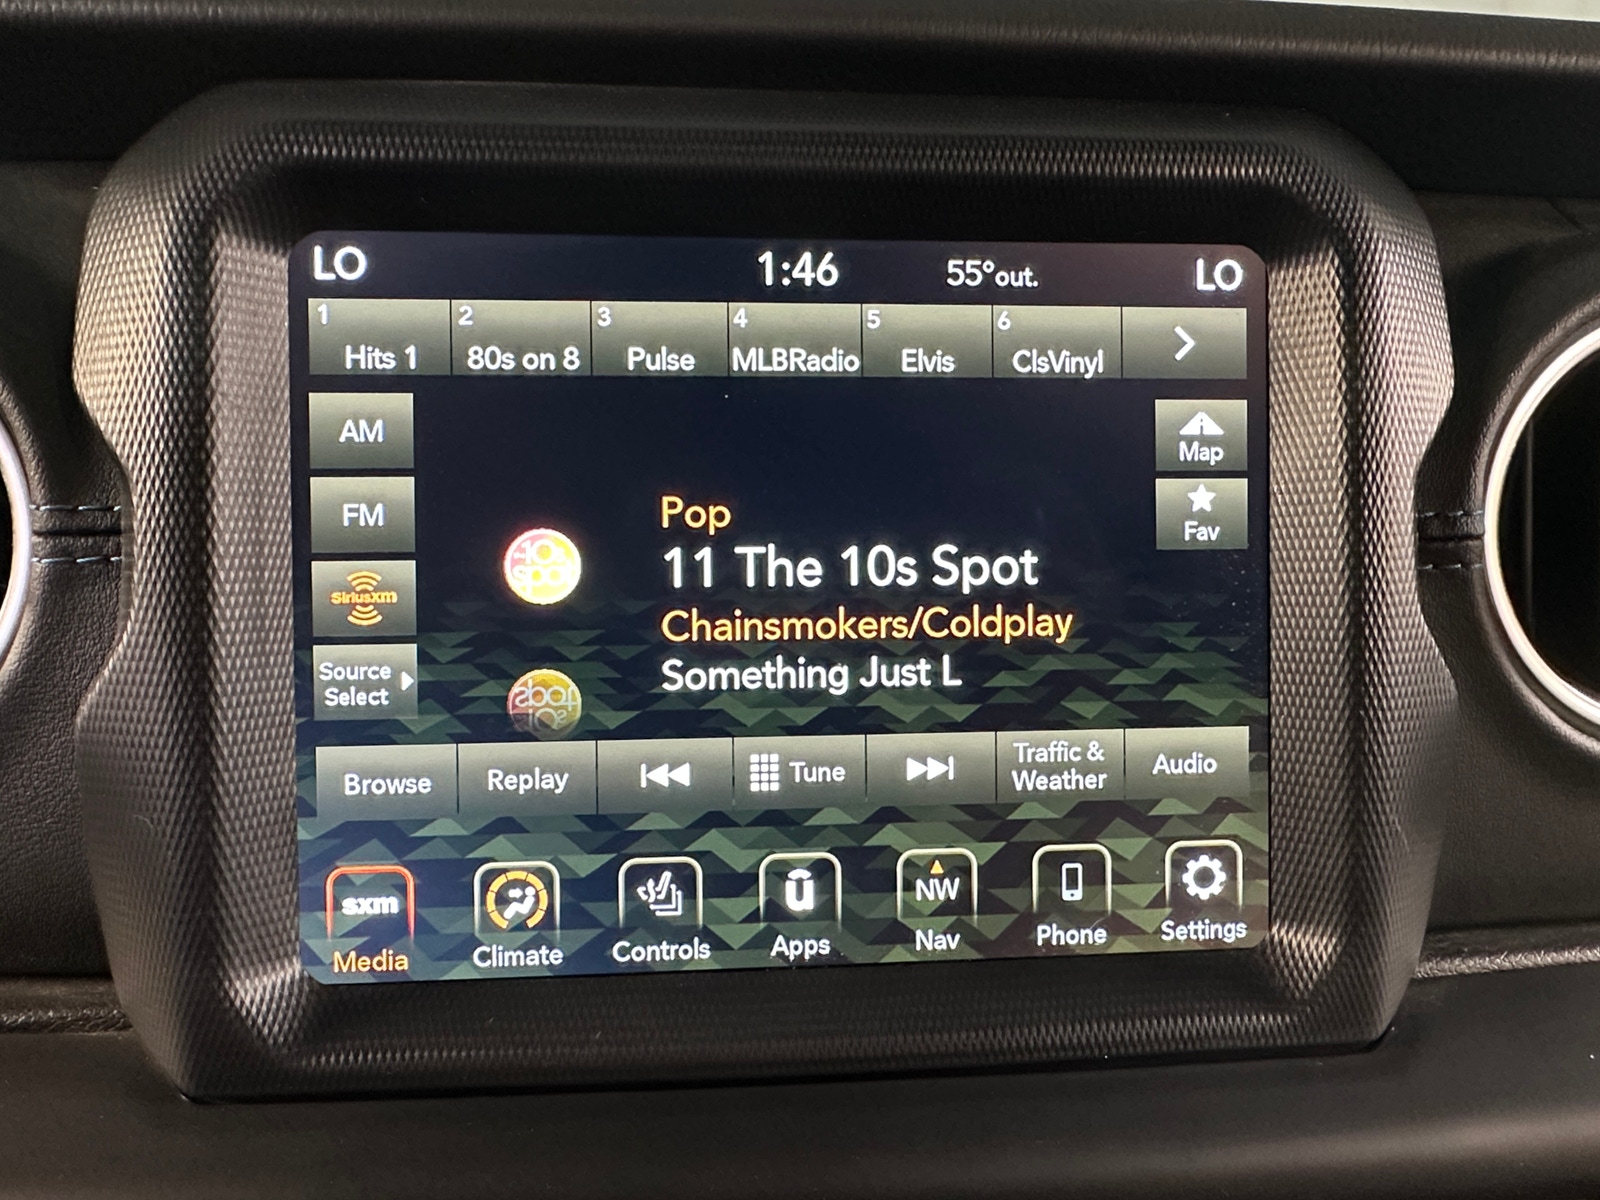 LO 1:46 55°out. LO
1 2 3 4 5 6
Hits 1 80s on 8 Pulse MLBRadio Elvis ClsVinyl
AM
Map
FM
Fav
SiriusXM
Source
Select
10s
spot
Pop
11 The 10s Spot
Chainsmokers/Coldplay
Something Just L
Browse Replay Tune Traffic &
Weather Audio
sxm û NW
Media Climate Controls Apps Nav Phone Settings